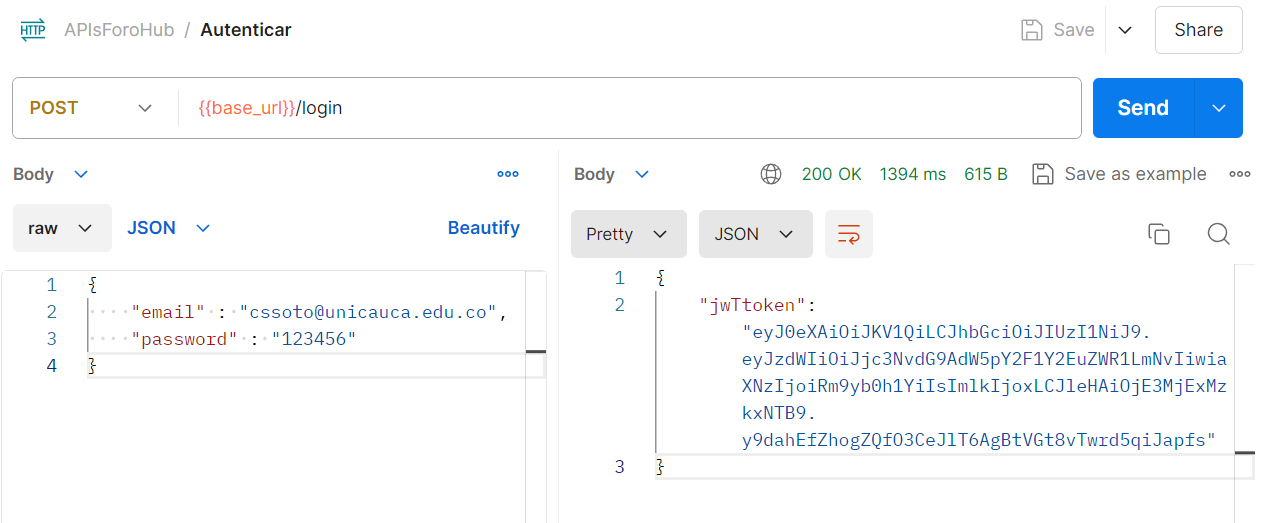 HTTP APIsForoHub / Autenticar Save Share
POST {{base_url}}/login Send
Body ooo Body 200 OK 1394 ms 615 B Save as example ooo
raw JSON Beautify Pretty JSON
1 {
2 "email" : "cssoto@unicauca.edu.co",
3 "password" : "123456"
4 }
1 {
2 "jwTtoken":
"eyJ0eXAiOiJKV1QiLCJhbGciOiJIUzI1NiJ9.
eyJzdWIiOiJjc3NvdG9AdW5pY2F1Y2EuZWR1LmNvIiwia
XNzIjoiRm9yb0h1YiIsImlkIjoxLCJleHAiOjE3MjExMz
kxNTB9.
y9dahEfZhogZQfO3CeJlT6AgBtVGt8vTwrd5qiJapfs"
3 }